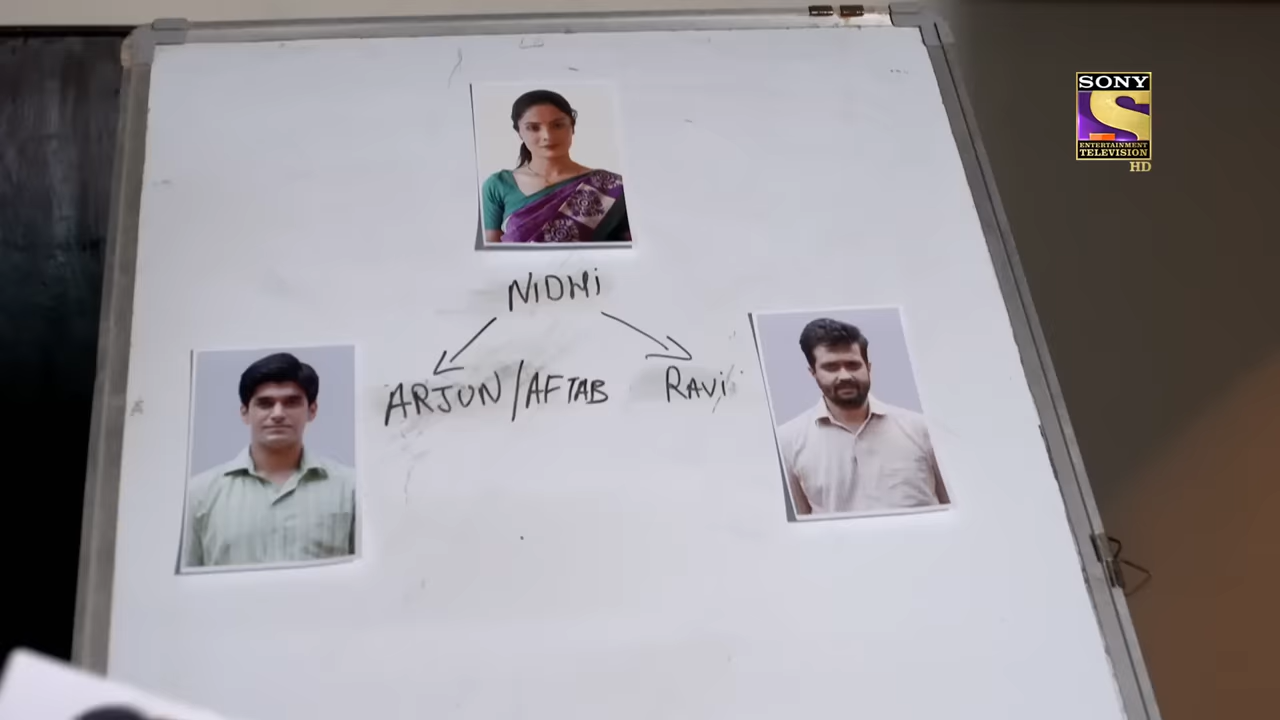 SONY
ENTERTAINMENT
TELEVISION
HD
NIDHI
ARJUN/AFTAB
RAVI